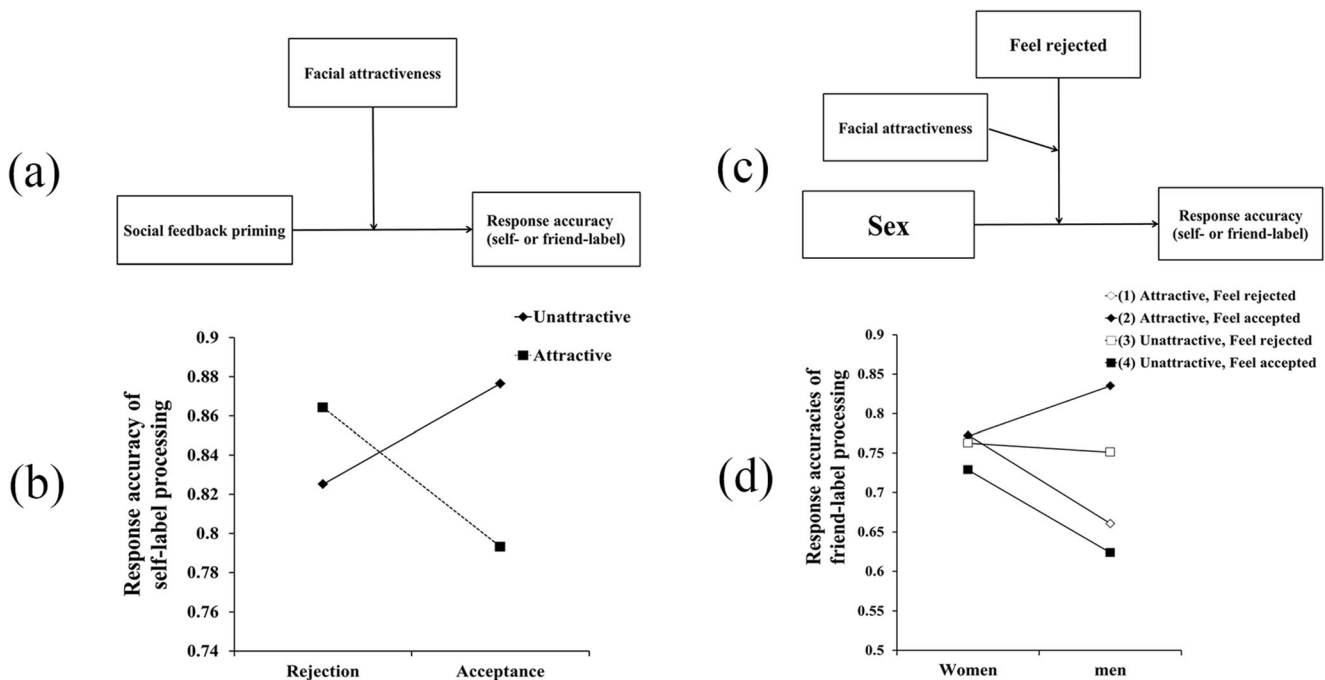 (a)
Facial attractiveness
Social feedback priming
Response accuracy
(self- or friend-label)
(b)
Response accuracy of
self-label processing
Unattractive
Attractive
0.9
0.88
0.86
0.84
0.82
0.8
0.78
0.76
0.74
Rejection
Acceptance
(c)
Feel rejected
Facial attractiveness
Sex
Response accuracy
(self- or friend-label)
(d)
Response accuracies of
friend-label processing
(1) Attractive, Feel rejected
(2) Attractive, Feel accepted
(3) Unattractive, Feel rejected
(4) Unattractive, Feel accepted
0.9
0.85
0.8
0.75
0.7
0.65
0.6
0.55
0.5
Women
men